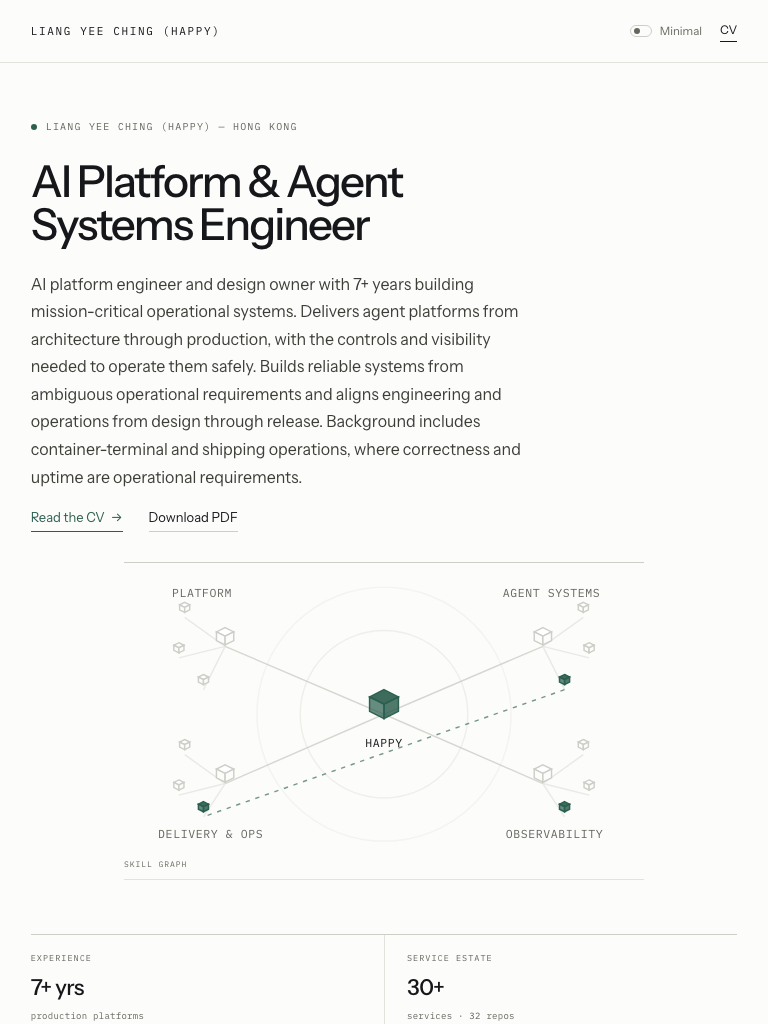 LIANG YEE CHING (HAPPY)
Minimal
CV
LIANG YEE CHING (HAPPY) — HONG KONG
AI Platform & Agent
Systems Engineer
AI platform engineer and design owner with 7+ years building
mission-critical operational systems. Delivers agent platforms from
architecture through production, with the controls and visibility
needed to operate them safely. Builds reliable systems from
ambiguous operational requirements and aligns engineering and
operations from design through release. Background includes
container-terminal and shipping operations, where correctness and
uptime are operational requirements.
Read the CV →
Download PDF
PLATFORM
AGENT SYSTEMS
HAPPY
DELIVERY & OPS
OBSERVABILITY
SKILL GRAPH
EXPERIENCE
7+ yrs
production platforms
SERVICE ESTATE
30+
services · 32 repos